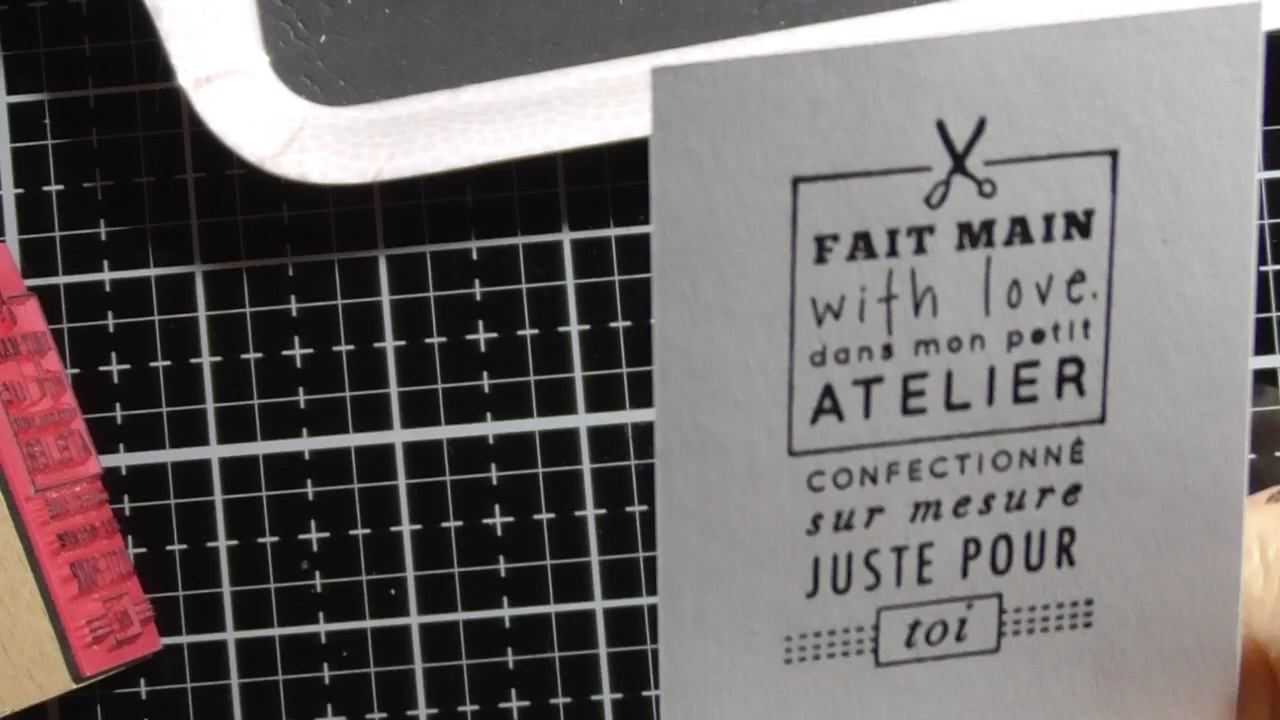 FAIT MAIN
with love.
dans mon petit
ATELIER
CONFECTIONNÉ
sur mesure
JUSTE POUR
toi